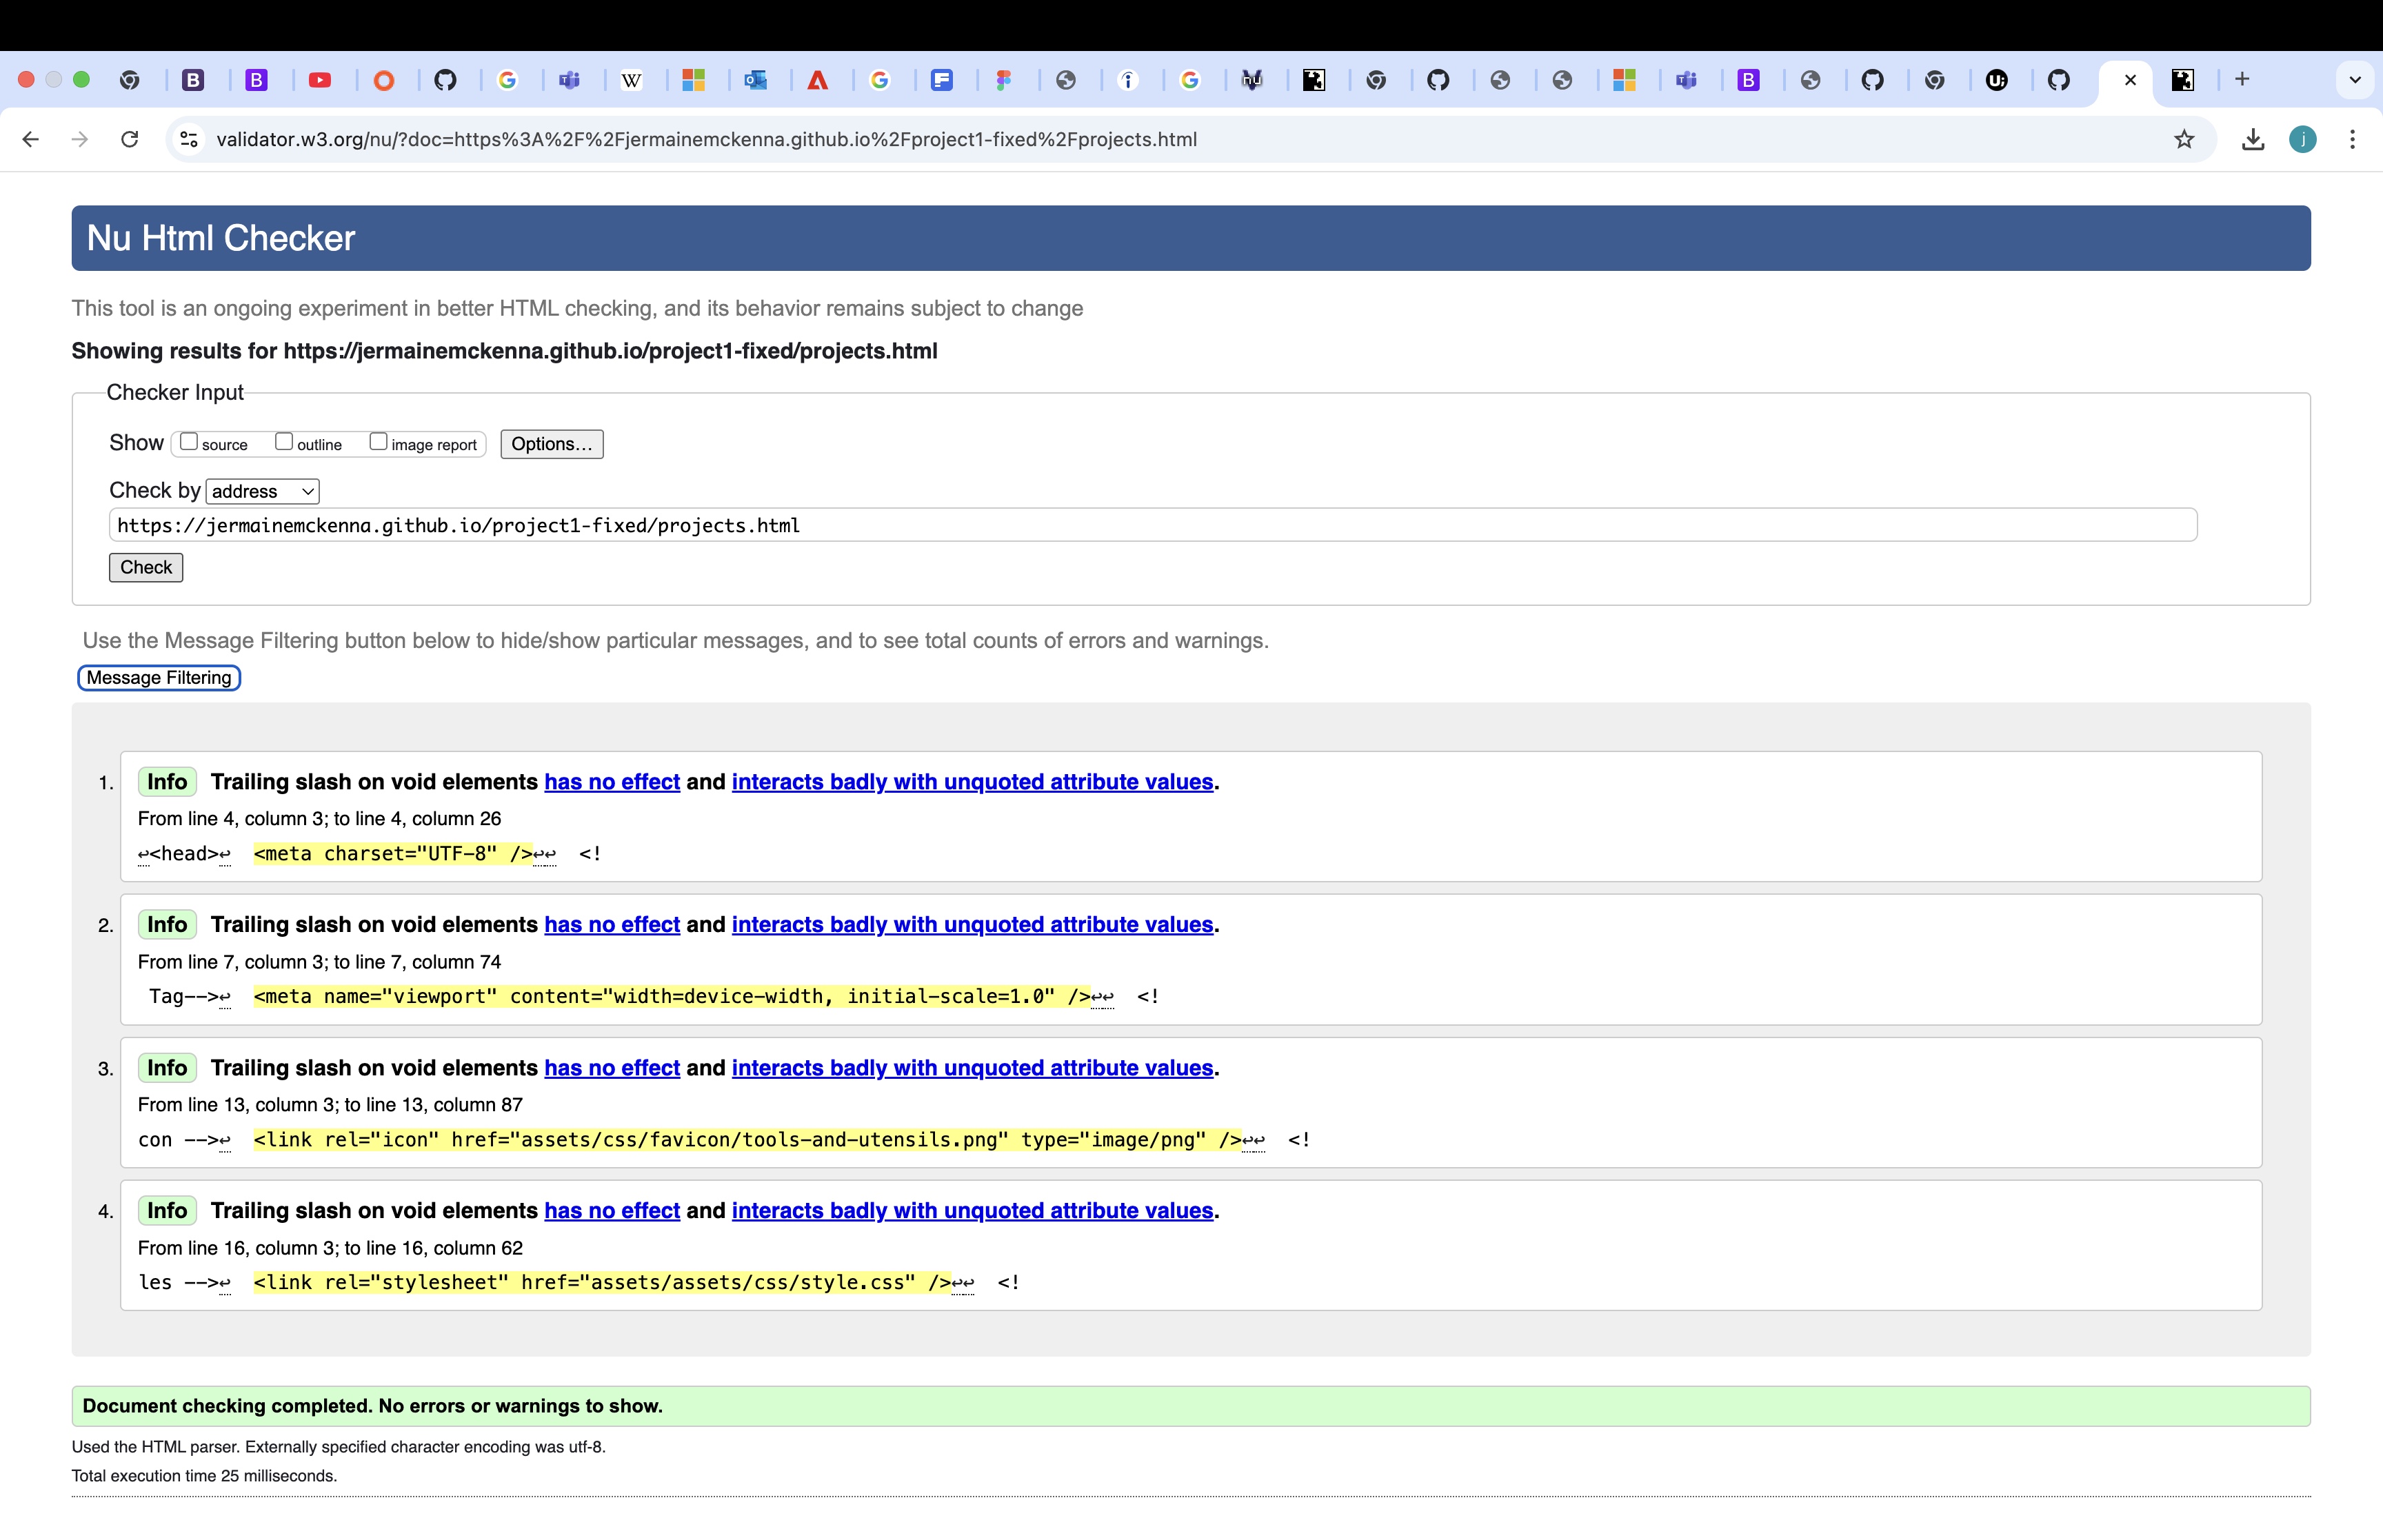 validator.w3.org/nu/?doc=https%3A%2F%2Fjermainemckenna.github.io%2Fproject1-fixed%2Fprojects.html
Nu Html Checker
This tool is an ongoing experiment in better HTML checking, and its behavior remains subject to change
Showing results for https://jermainemckenna.github.io/project1-fixed/projects.html
Checker Input
Show source outline image report Options...
Check by address
https://jermainemckenna.github.io/project1-fixed/projects.html
Check
Use the Message Filtering button below to hide/show particular messages, and to see total counts of errors and warnings.
Message Filtering
1. Info Trailing slash on void elements has no effect and interacts badly with unquoted attribute values.
From line 4, column 3; to line 4, column 26
↩<head>↩ <meta charset="UTF-8" />↩↩ <!
2. Info Trailing slash on void elements has no effect and interacts badly with unquoted attribute values.
From line 7, column 3; to line 7, column 74
Tag-->↩ <meta name="viewport" content="width=device-width, initial-scale=1.0" />↩↩ <!
3. Info Trailing slash on void elements has no effect and interacts badly with unquoted attribute values.
From line 13, column 3; to line 13, column 87
con -->↩ <link rel="icon" href="assets/css/favicon/tools-and-utensils.png" type="image/png" />↩↩ <!
4. Info Trailing slash on void elements has no effect and interacts badly with unquoted attribute values.
From line 16, column 3; to line 16, column 62
les -->↩ <link rel="stylesheet" href="assets/assets/css/style.css" />↩↩ <!
Document checking completed. No errors or warnings to show.
Used the HTML parser. Externally specified character encoding was utf-8.
Total execution time 25 milliseconds.